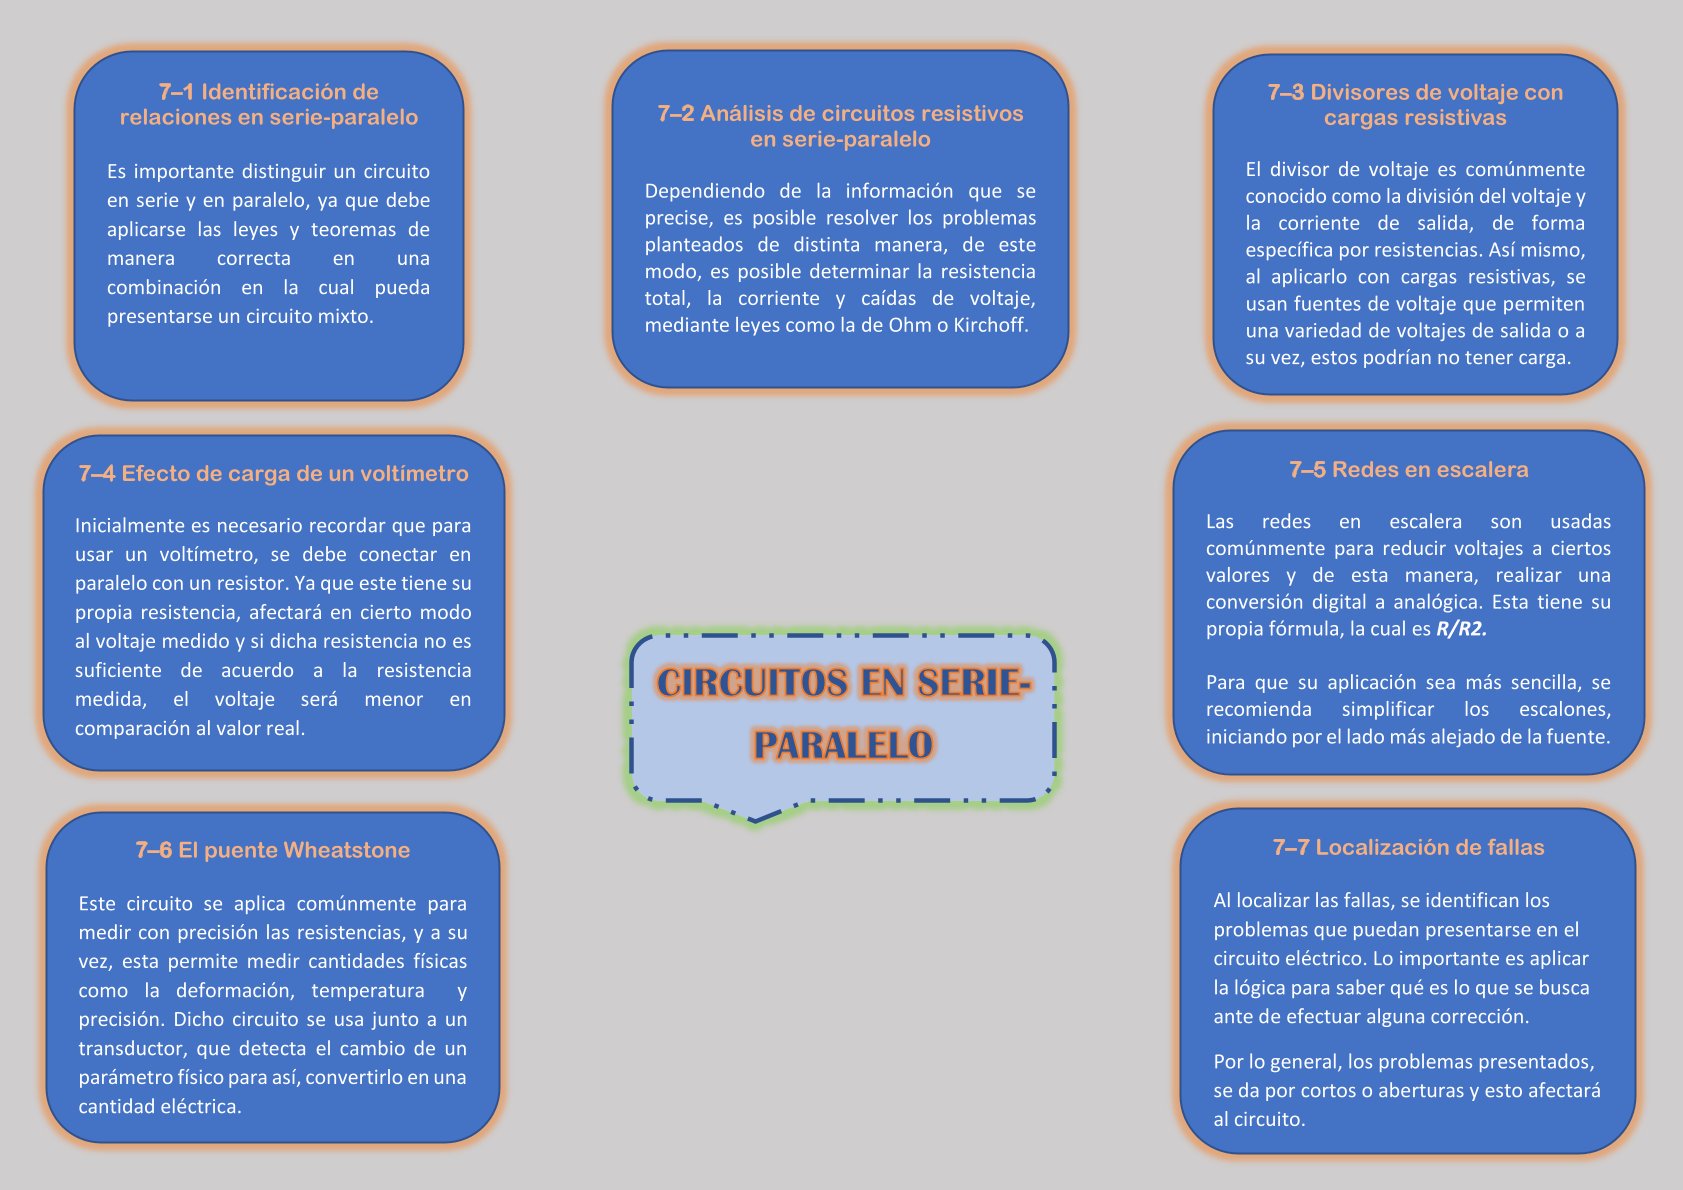 7–1 Identificación de
relaciones en serie-paralelo
Es importante distinguir un circuito
en serie y en paralelo, ya que debe
aplicarse las leyes y teoremas de
manera correcta en una
combinación en la cual pueda
presentarse un circuito mixto.
7–2 Análisis de circuitos resistivos
en serie-paralelo
Dependiendo de la información que se
precise, es posible resolver los problemas
planteados de distinta manera, de este
modo, es posible determinar la resistencia
total, la corriente y caídas de voltaje,
mediante leyes como la de Ohm o Kirchoff.
7–3 Divisores de voltaje con
cargas resistivas
El divisor de voltaje es comúnmente
conocido como la división del voltaje y
la corriente de salida, de forma
específica por resistencias. Así mismo,
al aplicarlo con cargas resistivas, se
usan fuentes de voltaje que permiten
una variedad de voltajes de salida o a
su vez, estos podrían no tener carga.
7–4 Efecto de carga de un voltímetro
Inicialmente es necesario recordar que para
usar un voltímetro, se debe conectar en
paralelo con un resistor. Ya que este tiene su
propia resistencia, afectará en cierto modo
al voltaje medido y si dicha resistencia no es
suficiente de acuerdo a la resistencia
medida, el voltaje será menor en
comparación al valor real.
7–5 Redes en escalera
Las redes en escalera son usadas
comúnmente para reducir voltajes a ciertos
valores y de esta manera, realizar una
conversión digital a analógica. Esta tiene su
propia fórmula, la cual es R/R2.
Para que su aplicación sea más sencilla, se
recomienda simplificar los escalones,
iniciando por el lado más alejado de la fuente.
CIRCUITOS EN SERIE-
PARALELO
7–6 El puente Wheatstone
Este circuito se aplica comúnmente para
medir con precisión las resistencias, y a su
vez, esta permite medir cantidades físicas
como la deformación, temperatura y
precisión. Dicho circuito se usa junto a un
transductor, que detecta el cambio de un
parámetro físico para así, convertirlo en una
cantidad eléctrica.
7–7 Localización de fallas
Al localizar las fallas, se identifican los
problemas que puedan presentarse en el
circuito eléctrico. Lo importante es aplicar
la lógica para saber qué es lo que se busca
ante de efectuar alguna corrección.
Por lo general, los problemas presentados,
se da por cortos o aberturas y esto afectará
al circuito.